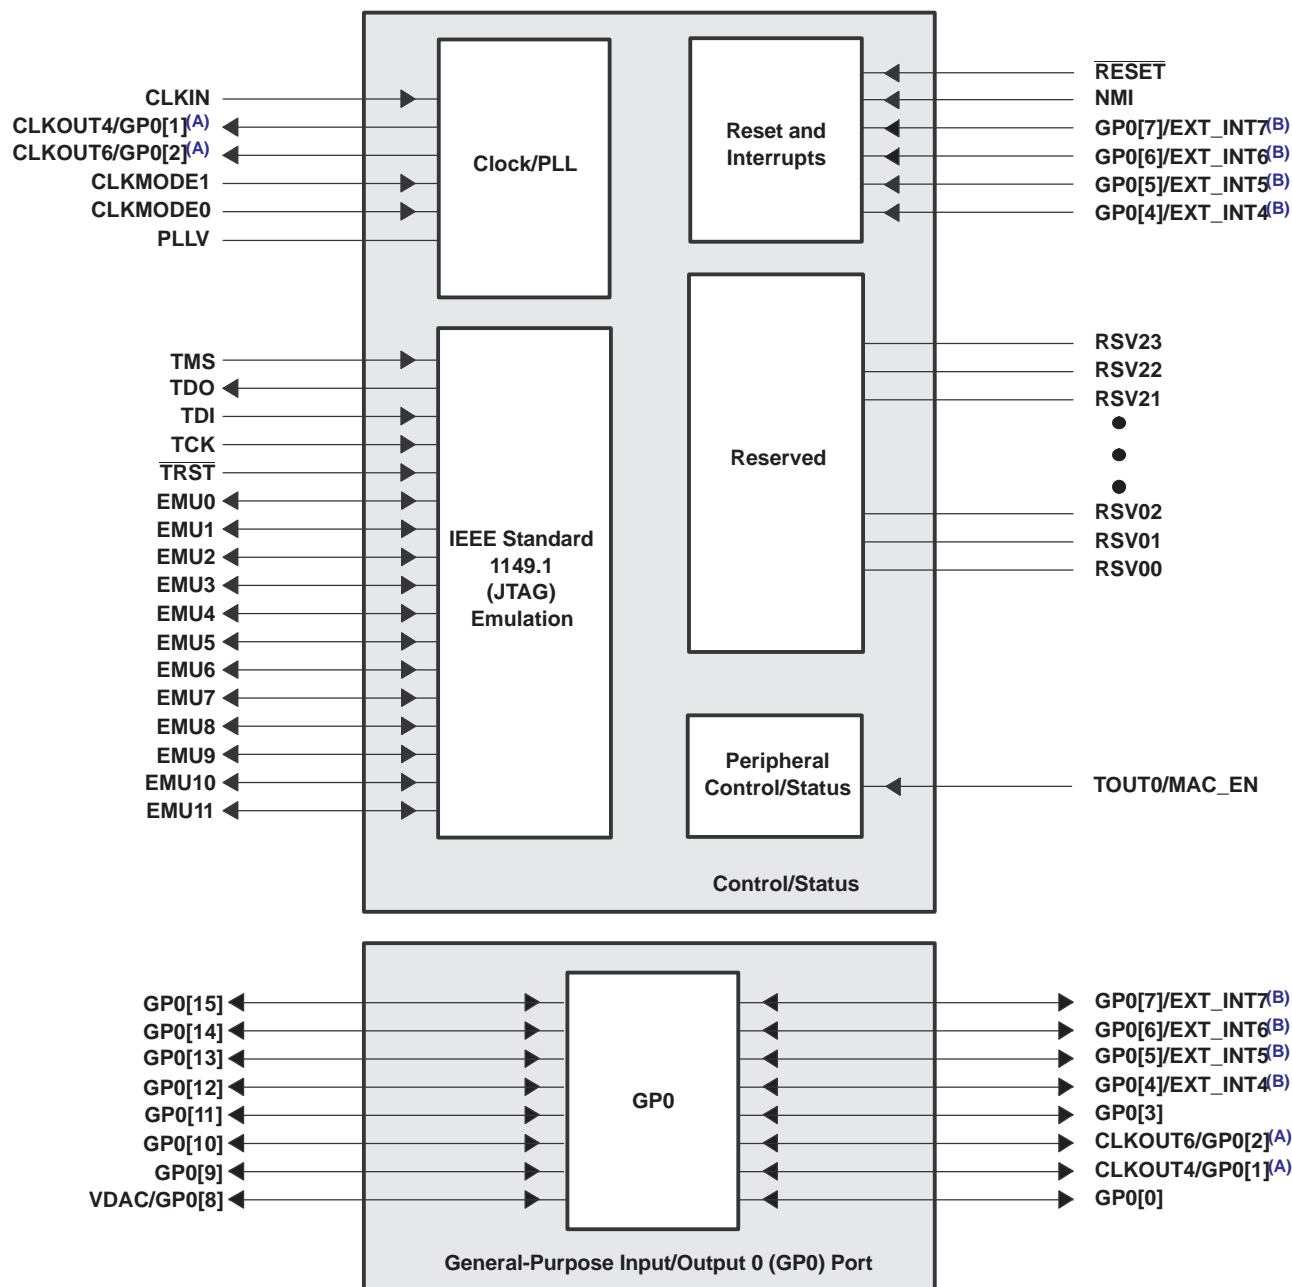 CLKIN
CLKOUT4/GP0[1](A)
CLKOUT6/GP0[2](A)
CLKMODE1
CLKMODE0
PLLV
Clock/PLL
Reset and
Interrupts
RESET
NMI
GP0[7]/EXT_INT7(B)
GP0[6]/EXT_INT6(B)
GP0[5]/EXT_INT5(B)
GP0[4]/EXT_INT4(B)
TMS
TDO
TDI
TCK
TRST
EMU0
EMU1
EMU2
EMU3
EMU4
EMU5
EMU6
EMU7
EMU8
EMU9
EMU10
EMU11
IEEE Standard
1149.1
(JTAG)
Emulation
Reserved
RSV23
RSV22
RSV21
RSV02
RSV01
RSV00
Peripheral
Control/Status
TOUT0/MAC_EN
Control/Status
GP0[15]
GP0[14]
GP0[13]
GP0[12]
GP0[11]
GP0[10]
GP0[9]
VDAC/GP0[8]
GP0
GP0[7]/EXT_INT7(B)
GP0[6]/EXT_INT6(B)
GP0[5]/EXT_INT5(B)
GP0[4]/EXT_INT4(B)
GP0[3]
CLKOUT6/GP0[2](A)
CLKOUT4/GP0[1](A)
GP0[0]
General-Purpose Input/Output 0 (GP0) Port